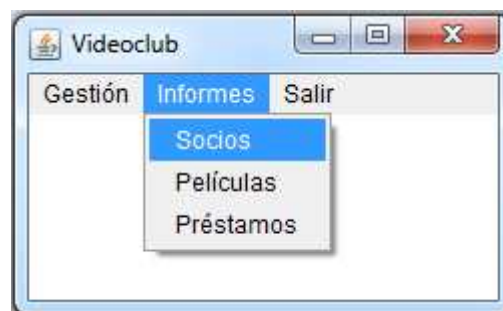 Videoclub
Gestión Informes Salir
Socios
Películas
Préstamos